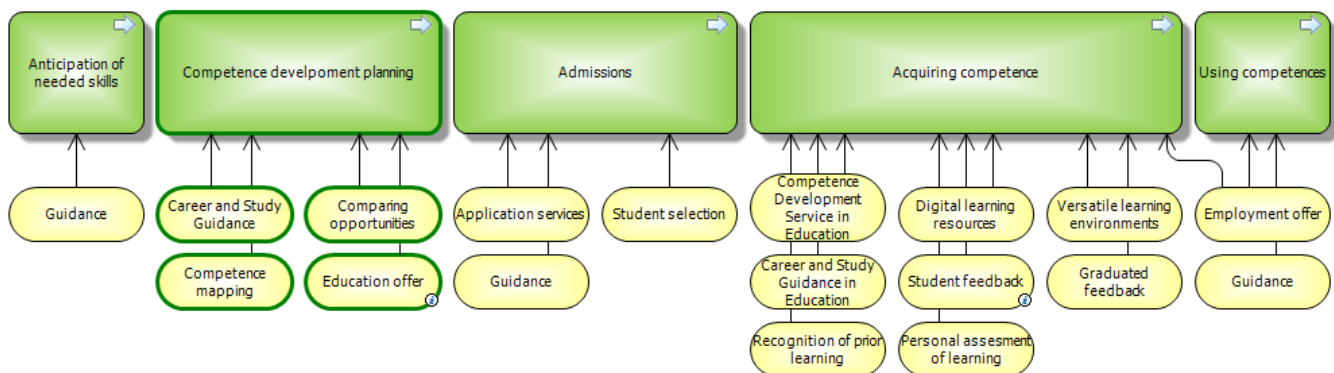 Anticipation of
needed skills
Competence develpoment planning
Admissions
Acquiring competence
Using competences
Guidance
Career and Study
Guidance
Comparing
opportunities
Application services
Student selection
Competence
Development
Service in
Education
Digital learning
resources
Versatile learning
environments
Employment offer
Competence
mapping
Education offer
Guidance
Career and Study
Guidance in
Education
Student feedback
Graduated
feedback
Guidance
Recognition of prior
learning
Personal assesment
of learning